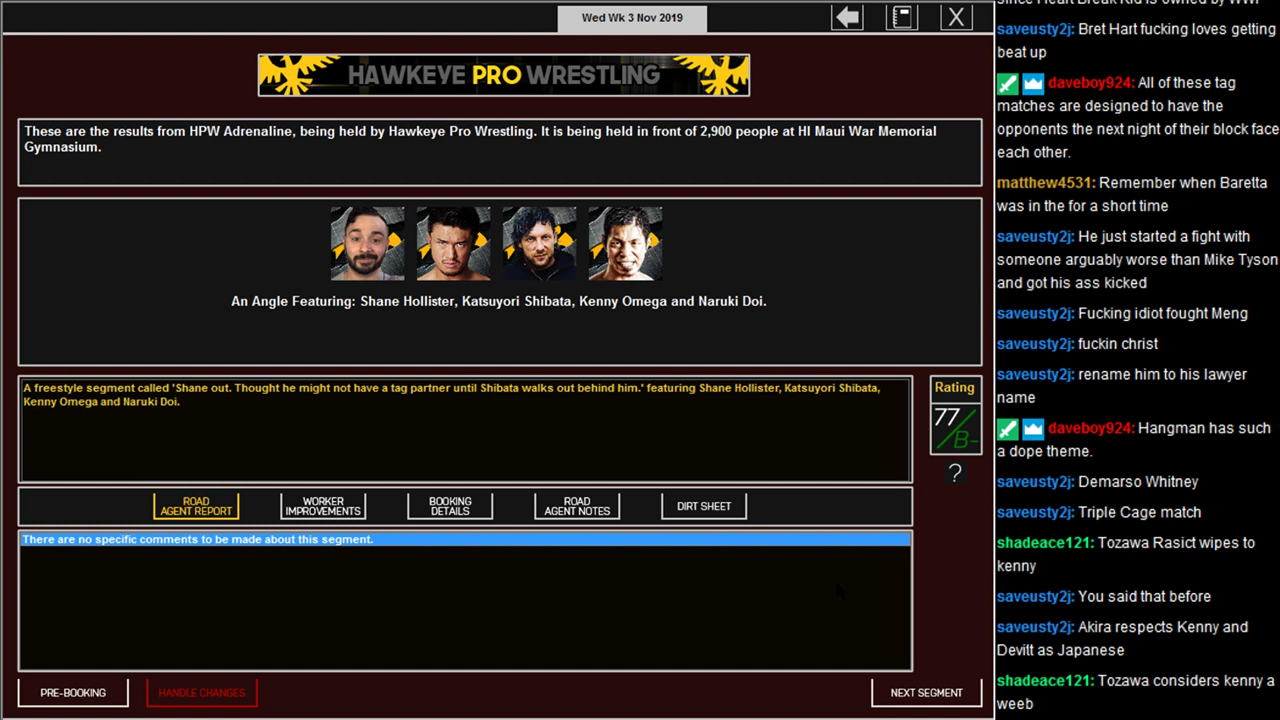 since Heart Break Kid is owned by WWF
Wed Wk 3 Nov 2019
HAWKEYE PRO WRESTLING
These are the results from HPW Adrenaline, being held by Hawkeye Pro Wrestling. It is being held in front of 2,900 people at HI Maui War Memorial
Gymnasium.
An Angle Featuring: Shane Hollister, Katsuyori Shibata, Kenny Omega and Naruki Doi.
A freestyle segment called 'Shane out. Thought he might not have a tag partner until Shibata walks out behind him.' featuring Shane Hollister, Katsuyori Shibata,
Kenny Omega and Naruki Doi.
Rating
77
B-
?
ROAD
AGENT REPORT
WORKER
IMPROVEMENTS
BOOKING
DETAILS
ROAD
AGENT NOTES
DIRT SHEET
There are no specific comments to be made about this segment.
PRE-BOOKING
HANDLE CHANGES
NEXT SEGMENT
saveusty2j: Bret Hart fucking loves getting
beat up
daveboy924: All of these tag
matches are designed to have the
opponents the next night of their block face
each other.
matthew4531: Remember when Baretta
was in the for a short time
saveusty2j: He just started a fight with
someone arguably worse than Mike Tyson
and got his ass kicked
saveusty2j: Fucking idiot fought Meng
saveusty2j: fuckin christ
saveusty2j: rename him to his lawyer
name
daveboy924: Hangman has such
a dope theme.
saveusty2j: Demarso Whitney
saveusty2j: Triple Cage match
shadeace121: Tozawa Rasict wipes to
kenny
saveusty2j: You said that before
saveusty2j: Akira respects Kenny and
Devitt as Japanese
shadeace121: Tozawa considers kenny a
weeb